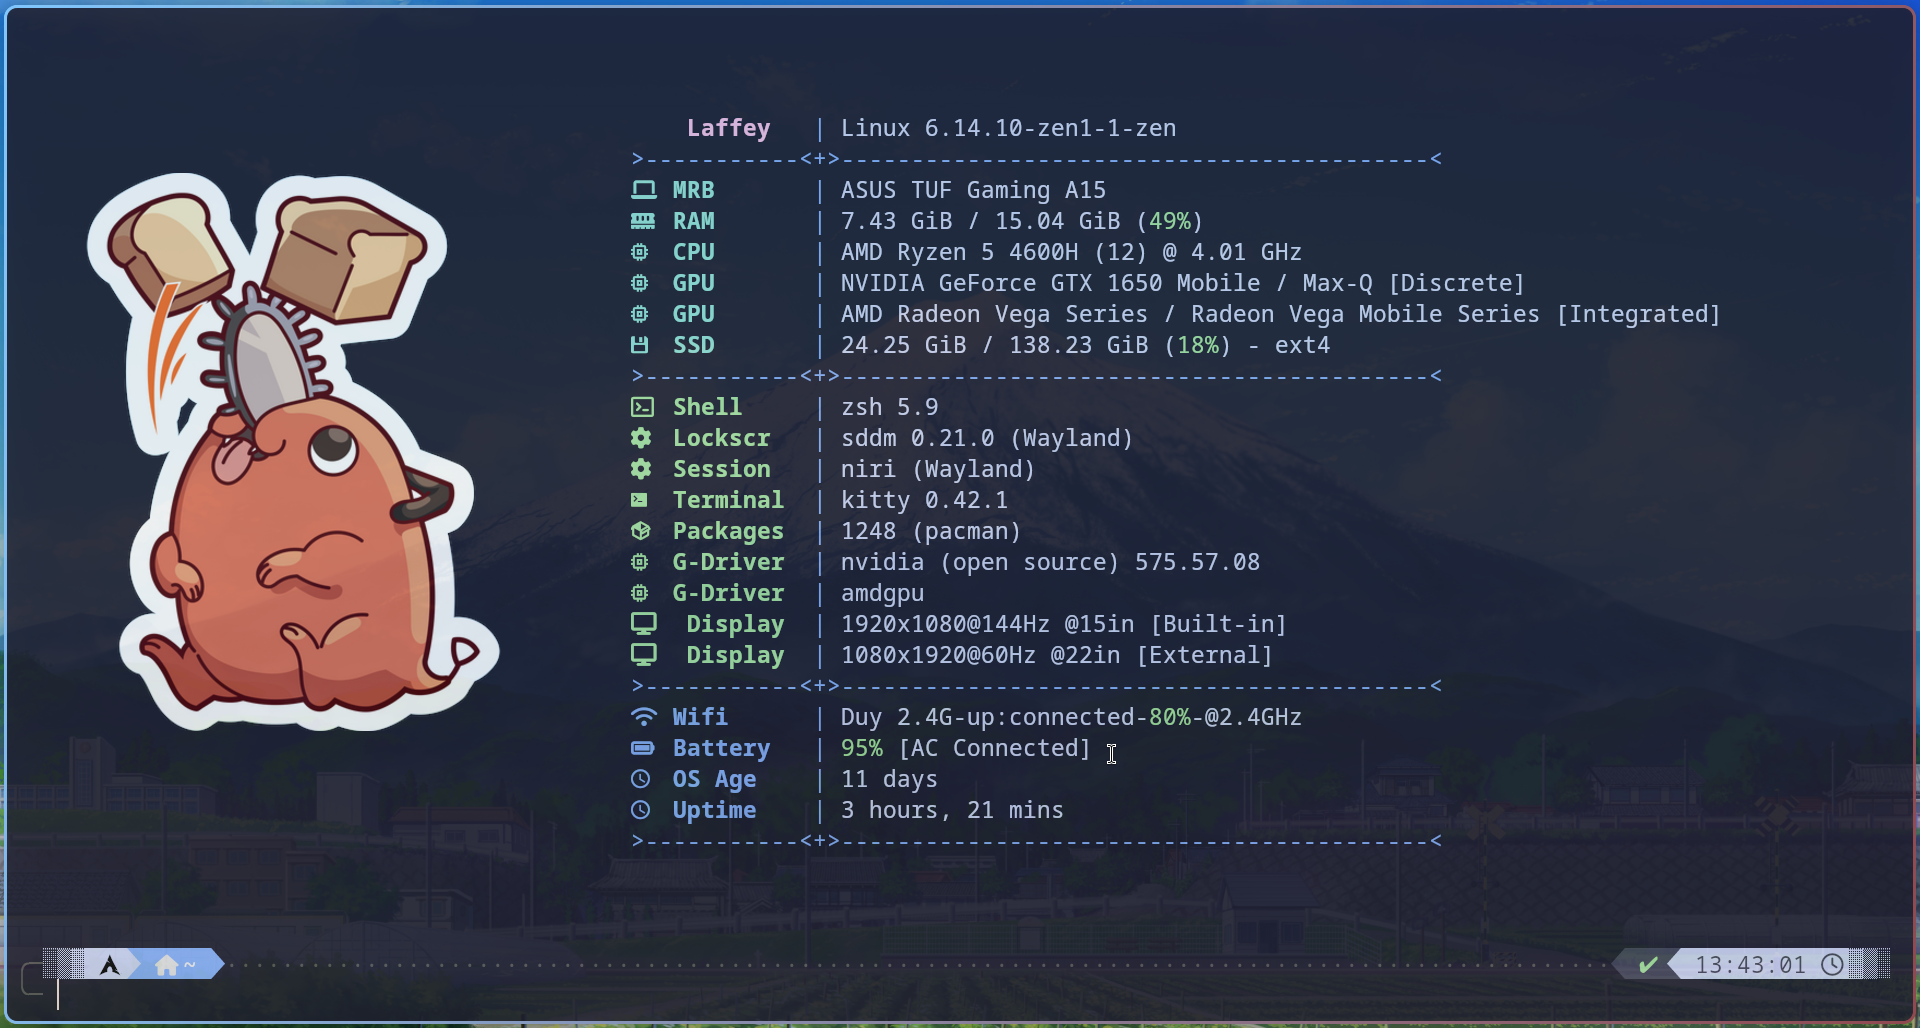 Laffey | Linux 6.14.10-zen1-1-zen
>-----------<+>------------------------------------------<
MRB | ASUS TUF Gaming A15
RAM | 7.43 GiB / 15.04 GiB (49%)
CPU | AMD Ryzen 5 4600H (12) @ 4.01 GHz
GPU | NVIDIA GeForce GTX 1650 Mobile / Max-Q [Discrete]
GPU | AMD Radeon Vega Series / Radeon Vega Mobile Series [Integrated]
SSD | 24.25 GiB / 138.23 GiB (18%) - ext4
>-----------<+>------------------------------------------<
Shell | zsh 5.9
Lockscr | sddm 0.21.0 (Wayland)
Session | niri (Wayland)
Terminal | kitty 0.42.1
Packages | 1248 (pacman)
G-Driver | nvidia (open source) 575.57.08
G-Driver | amdgpu
Display | 1920x1080@144Hz @15in [Built-in]
Display | 1080x1920@60Hz @22in [External]
>-----------<+>------------------------------------------<
Wifi | Duy 2.4G-up:connected-80%-@2.4GHz
Battery | 95% [AC Connected]
OS Age | 11 days
Uptime | 3 hours, 21 mins
>-----------<+>------------------------------------------<
~ ✔ 13:43:01